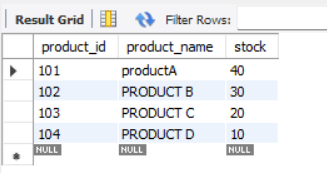 Result Grid Filter Rows:
product_id product_name stock
101 productA 40
102 PRODUCT B 30
103 PRODUCT C 20
104 PRODUCT D 10
NULL NULL NULL